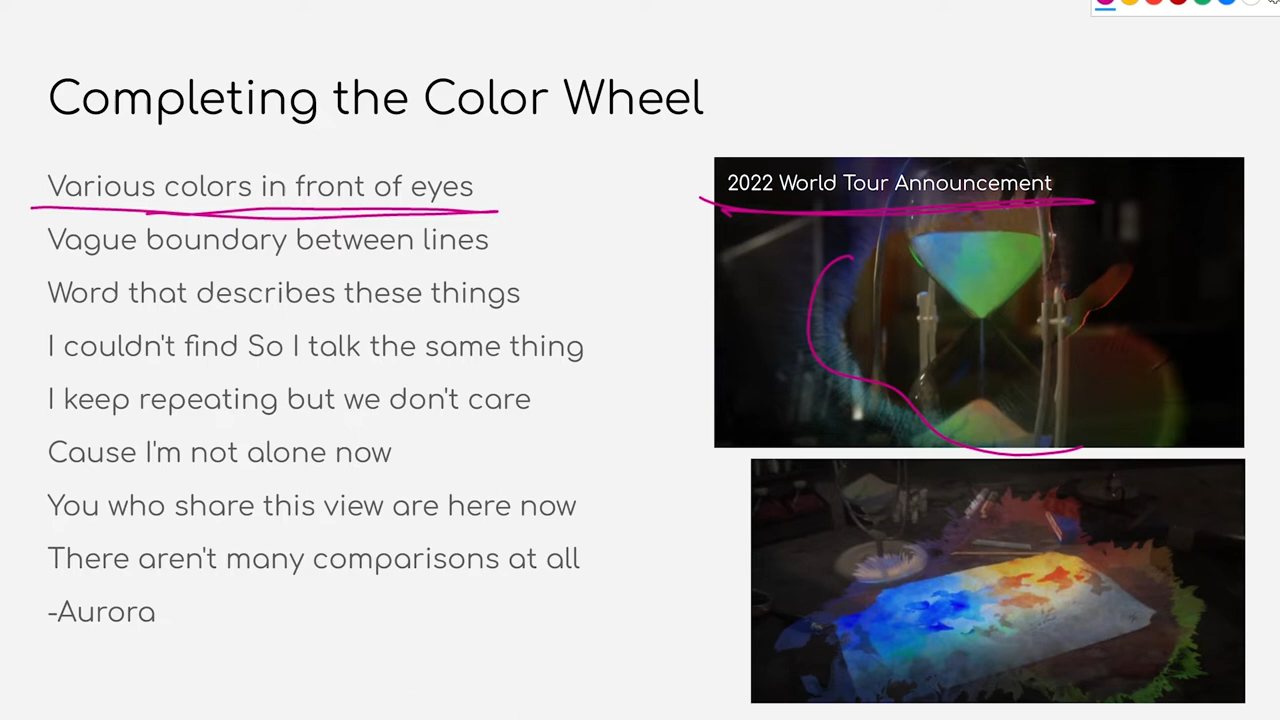 Completing the Color Wheel
Various colors in front of eyes
Vague boundary between lines
Word that describes these things
I couldn't find So I talk the same thing
I keep repeating but we don't care
Cause I'm not alone now
You who share this view are here now
There aren't many comparisons at all
-Aurora
2022 World Tour Announcement